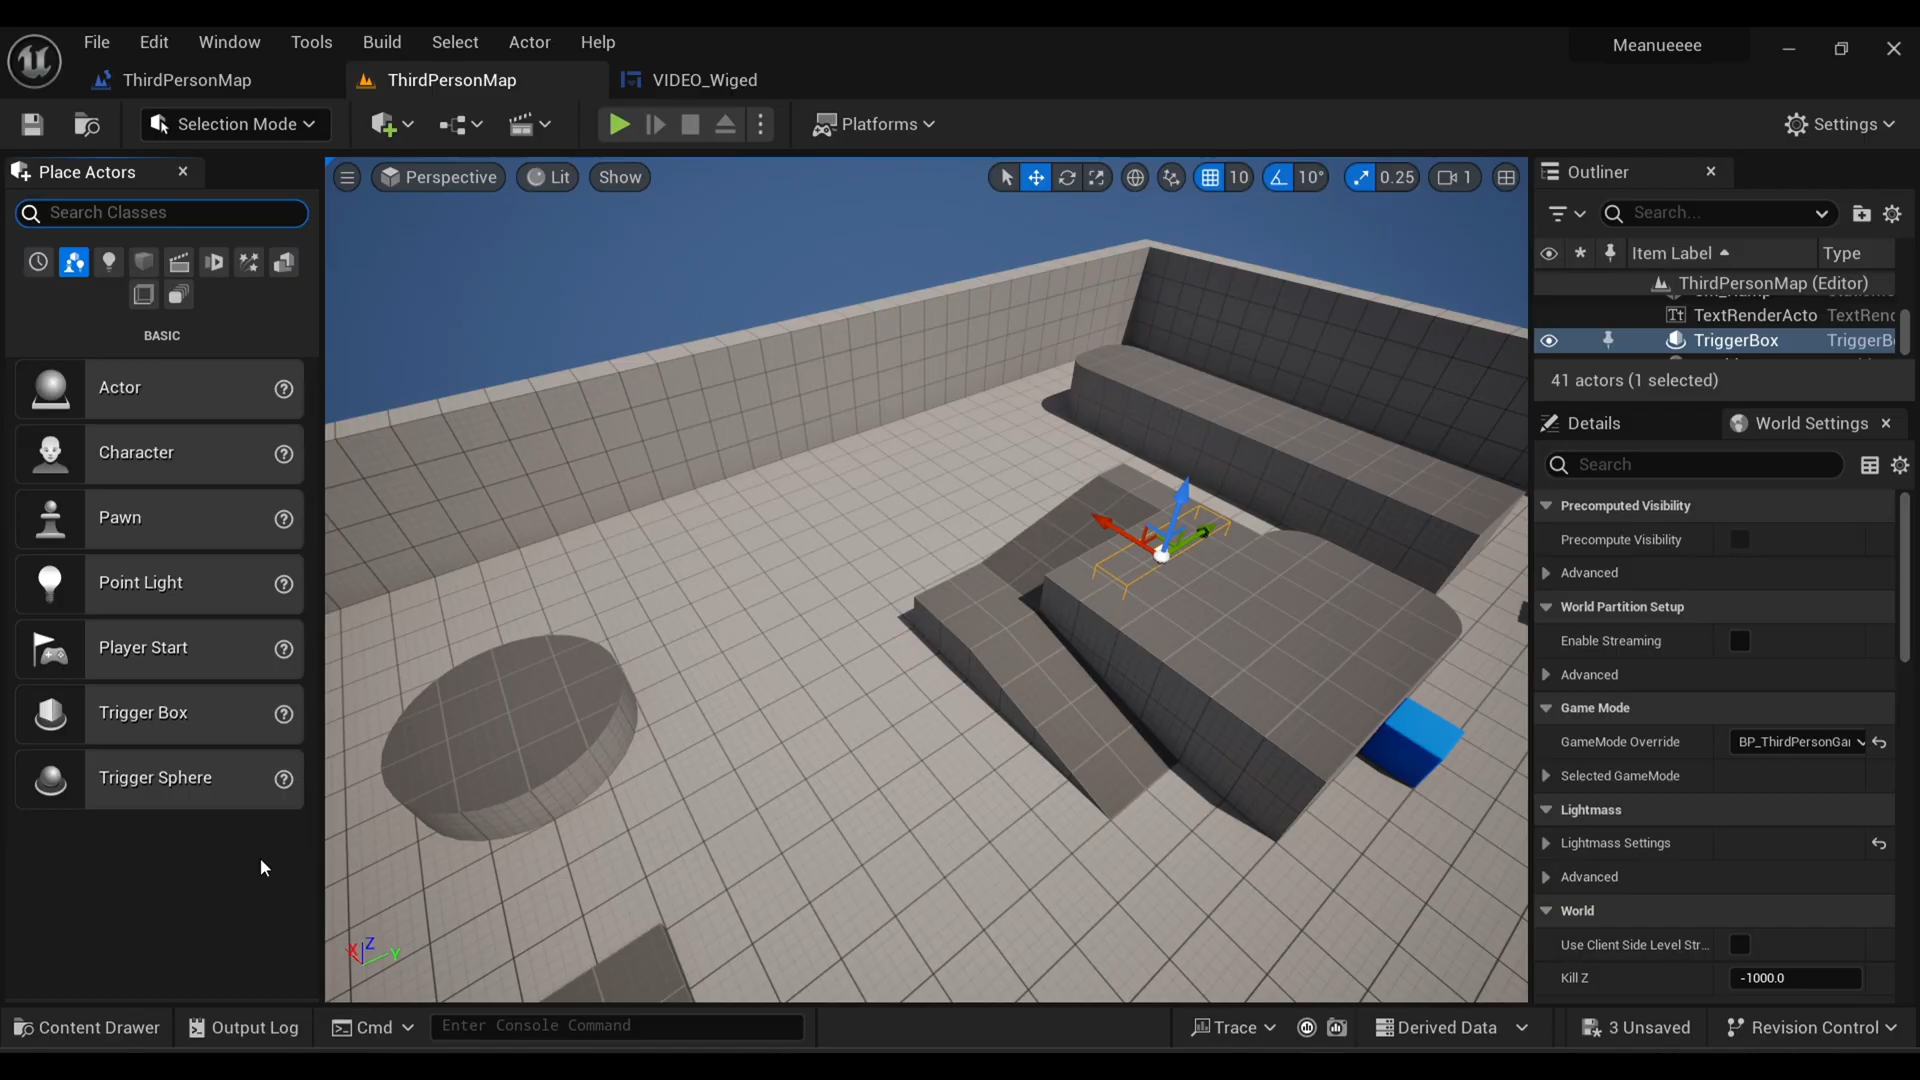 File Edit Window Tools Build Select Actor Help
Meanueeee
ThirdPersonMap
ThirdPersonMap
VIDEO_Wiged
Selection Mode
Platforms
Settings
Place Actors
Search Classes
BASIC
Actor
Character
Pawn
Point Light
Player Start
Trigger Box
Trigger Sphere
Perspective
Lit
Show
10
10°
0.25
1
X Z Y
Outliner
Search...
Item Label Type
ThirdPersonMap (Editor)
TextRenderActo TextRen
TriggerBox TriggerB
41 actors (1 selected)
Details
World Settings
Search
Precomputed Visibility
Precompute Visibility
Advanced
World Partition Setup
Enable Streaming
Advanced
Game Mode
GameMode Override BP_ThirdPersonGa
Selected GameMode
Lightmass
Lightmass Settings
Advanced
World
Use Client Side Level Str...
Kill Z -1000.0
Content Drawer
Output Log
Cmd
Enter Console Command
Trace
Derived Data
3 Unsaved
Revision Control